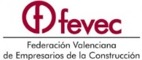 fevec
Federación Valenciana
de Empresarios de la Construcción